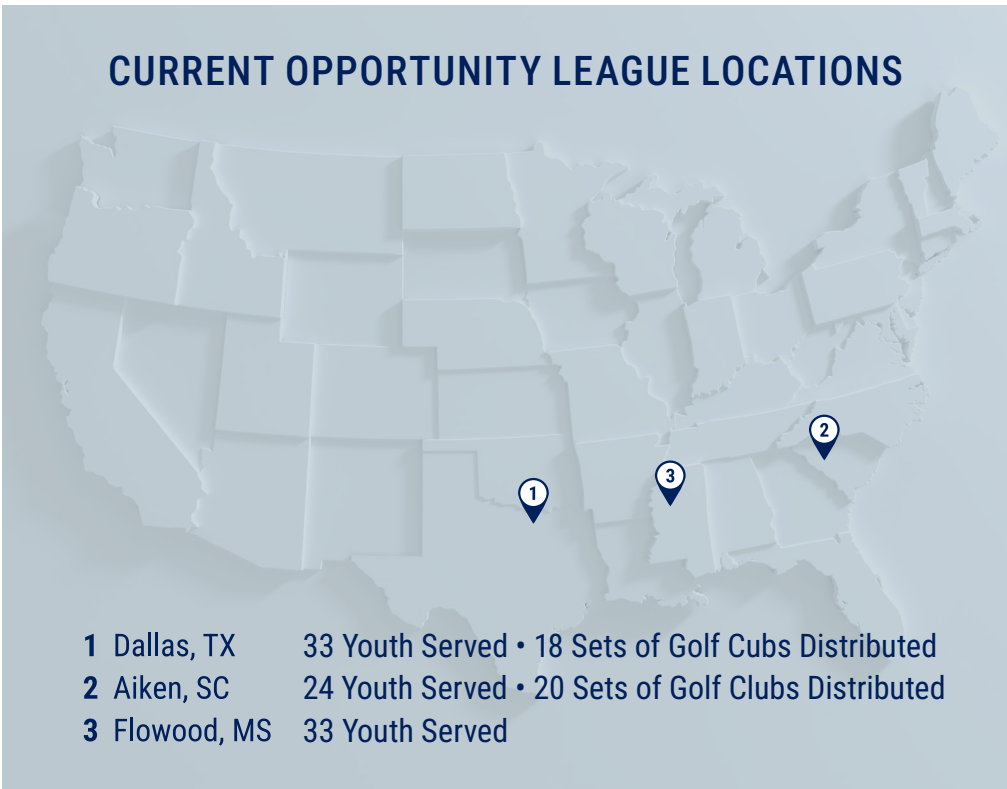 CURRENT OPPORTUNITY LEAGUE LOCATIONS
2
3
1
1 Dallas, TX 33 Youth Served • 18 Sets of Golf Cubs Distributed
2 Aiken, SC 24 Youth Served • 20 Sets of Golf Clubs Distributed
3 Flowood, MS 33 Youth Served